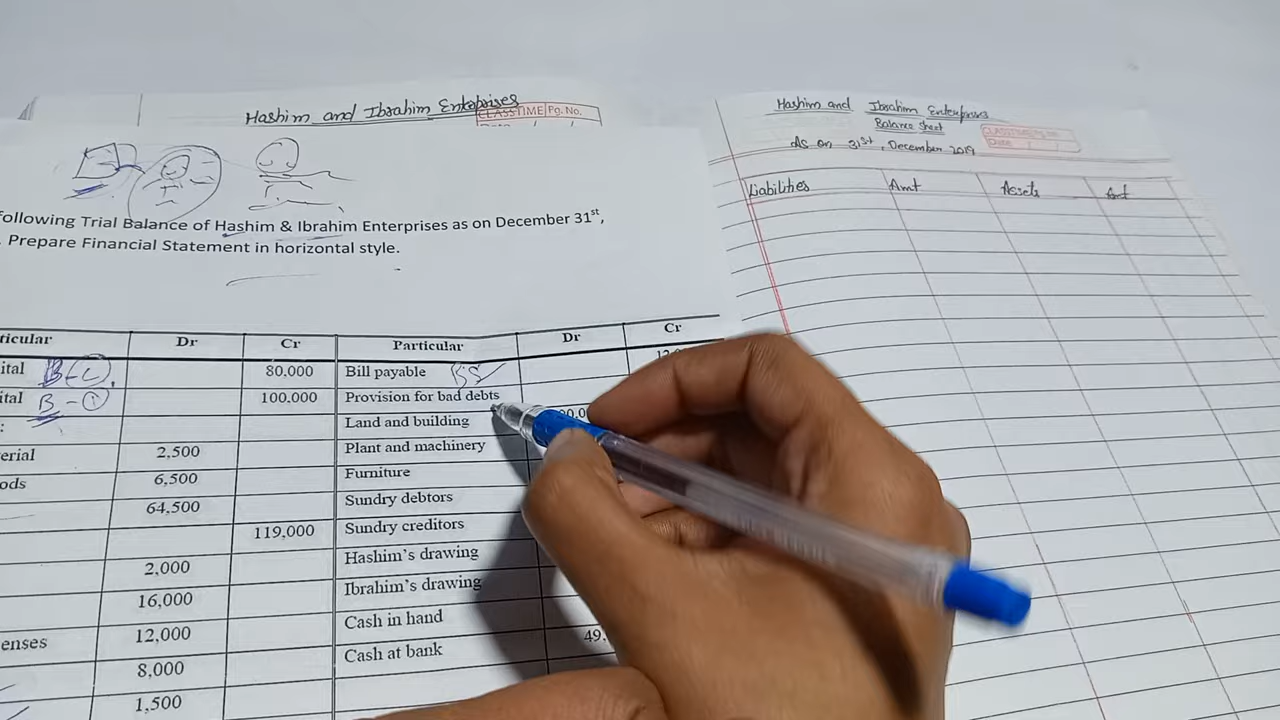 Hashim and Ibrahim Enterprises
CLASSTIME Pg. No.
following Trial Balance of Hashim & Ibrahim Enterprises as on December 31st,
. Prepare Financial Statement in horizontal style.
ticular Dr Cr Particular Dr Cr
ital B-L 80,000 Bill payable BS
ital B-L 100,000 Provision for bad debts
: Land and building
erial 2,500 Plant and machinery
ods 6,500 Furniture
64,500 Sundry debtors
119,000 Sundry creditors
2,000 Hashim's drawing
16,000 Ibrahim's drawing
enses 12,000 Cash in hand
8,000 Cash at bank 49,
1,500
Hashim and Ibrahim Enterprises
Balance Sheet
As on 31st, December 2019
Liabilities Amt Assets Amt